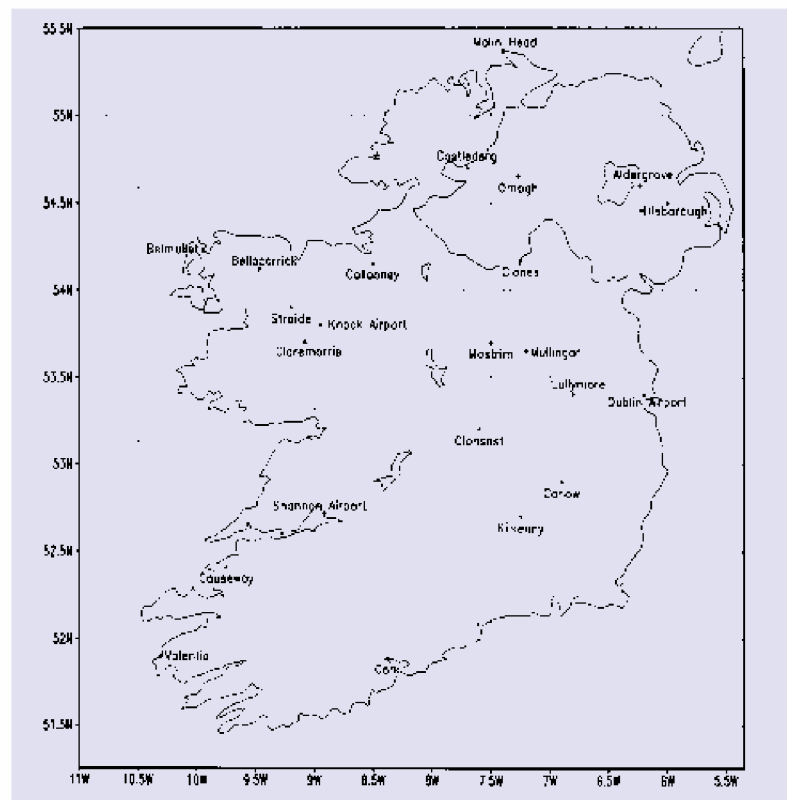 55.5N
Malin Head
55N
Castlederg
Omagh
Aldergrove
54.5N
Hillsborough
Belmullet
Bellacorrick
Collooney
Clones
54N
Straide
Knock Airport
Claremorris
Mostrim
Mullingar
53.5N
Lullymore
Dublin Airport
Clonsast
53N
Carlow
Shannon Airport
Kilkenny
52.5N
Causeway
52N
Valentia
Cork
51.5N
11W 10.5W 10W 9.5W 9W 8.5W 8W 7.5W 7W 6.5W 6W 5.5W